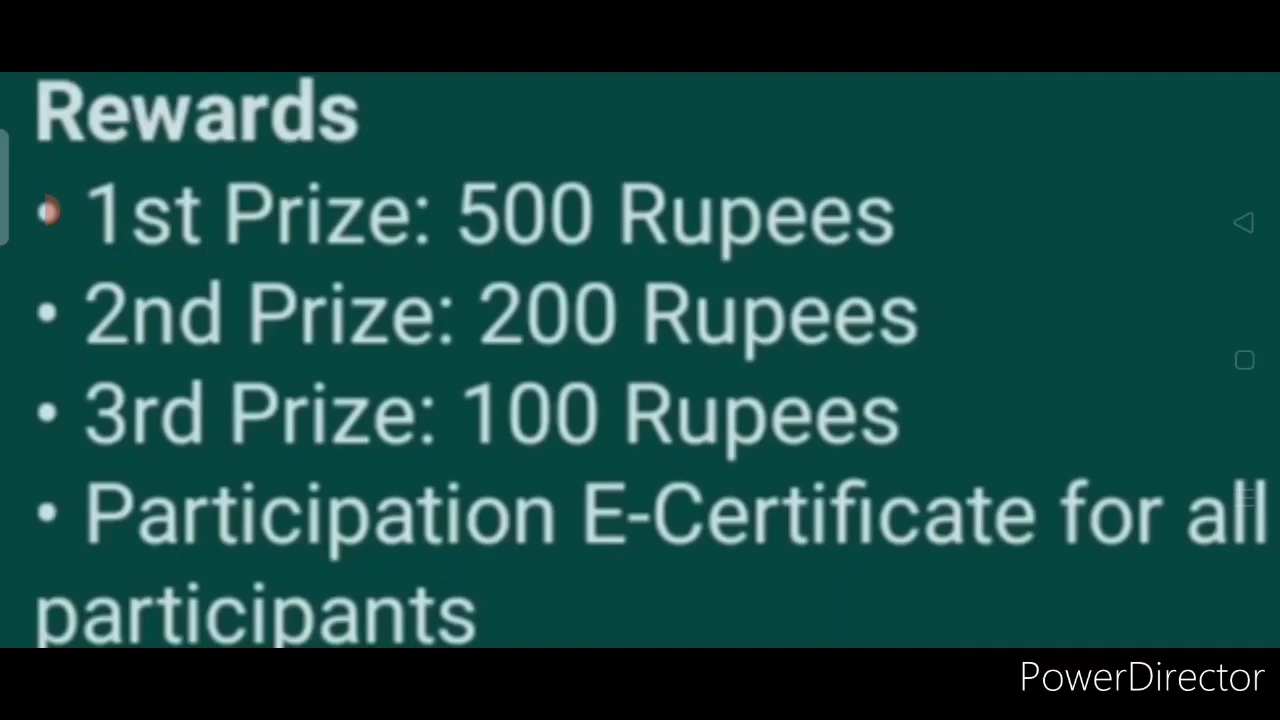 Rewards
• 1st Prize: 500 Rupees
• 2nd Prize: 200 Rupees
• 3rd Prize: 100 Rupees
• Participation E-Certificate for all
participants
PowerDirector